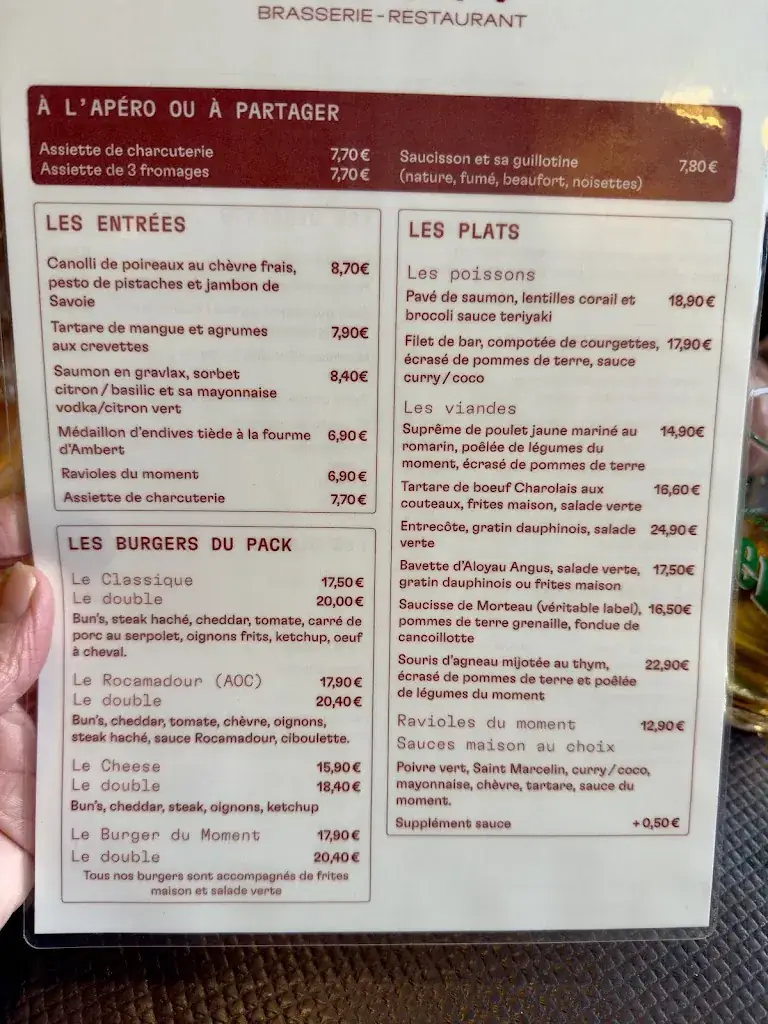 BRASSERIE - RESTAURANT
À L'APÉRO OU À PARTAGER
Assiette de charcuterie 7,70 €
Assiette de 3 fromages 7,70 €
Saucisson et sa guillotine 7,80 €
(nature, fumé, beaufort, noisettes)
LES ENTRÉES
Canolli de poireaux au chèvre frais, 8,70€
pesto de pistaches et jambon de
Savoie
Tartare de mangue et agrumes 7,90€
aux crevettes
Saumon en gravlax, sorbet 8,40€
citron / basilic et sa mayonnaise
vodka/citron vert
Médaillon d'endives tiède à la fourme 6,90 €
d'Ambert
Ravioles du moment 6,90 €
Assiette de charcuterie 7,70 €
LES BURGERS DU PACK
Le Classique 17,50 €
Le double 20,00 €
Bun's, steak haché, cheddar, tomate, carré de
porc au serpolet, oignons frits, ketchup, oeuf
à cheval.
Le Rocamadour (AOC) 17,90 €
Le double 20,40 €
Bun's, cheddar, tomate, chèvre, oignons,
steak haché, sauce Rocamadour, ciboulette.
Le Cheese 15,90 €
Le double 18,40 €
Bun's, cheddar, steak, oignons, ketchup
Le Burger du Moment 17,90 €
Le double 20,40 €
Tous nos burgers sont accompagnés de frites
maison et salade verte
LES PLATS
Les poissons
Pavé de saumon, lentilles corail et 18,90 €
brocoli sauce teriyaki
Filet de bar, compotée de courgettes, 17,90 €
écrasé de pommes de terre, sauce
curry / coco
Les viandes
Suprême de poulet jaune mariné au 14,90€
romarin, poêlée de légumes du
moment, écrasé de pommes de terre
Tartare de boeuf Charolais aux 16,60 €
couteaux, frites maison, salade verte
Entrecôte, gratin dauphinois, salade 24,90 €
verte
Bavette d'Aloyau Angus, salade verte, 17,50€
gratin dauphinois ou frites maison
Saucisse de Morteau (véritable label), 16,50€
pommes de terre grenaille, fondue de
cancoillotte
Souris d'agneau mijotée au thym, 22,90€
écrasé de pommes de terre et poêlée
de légumes du moment
Ravioles du moment 12,90 €
Sauces maison au choix
Poivre vert, Saint Marcelin, curry / coco,
mayonnaise, chèvre, tartare, sauce du
moment.
Supplément sauce +0,50 €